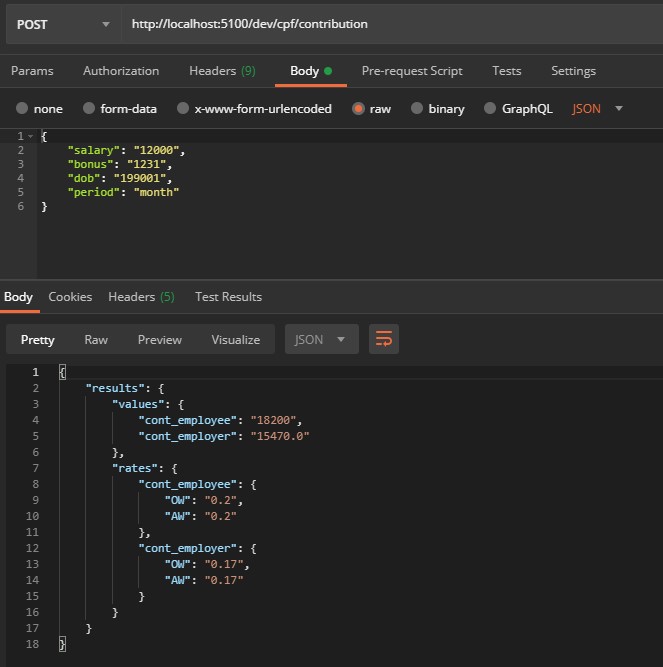 POST http://localhost:5100/dev/cpf/contribution
Params Authorization Headers (9) Body Pre-request Script Tests Settings
none form-data x-www-form-urlencoded raw binary GraphQL JSON
1 {
2 "salary": "12000",
3 "bonus": "1231",
4 "dob": "199001",
5 "period": "month"
6 }
Body Cookies Headers (5) Test Results
Pretty Raw Preview Visualize JSON
1 {
2 "results": {
3 "values": {
4 "cont_employee": "18200",
5 "cont_employer": "15470.0"
6 },
7 "rates": {
8 "cont_employee": {
9 "OW": "0.2",
10 "AW": "0.2"
11 },
12 "cont_employer": {
13 "OW": "0.17",
14 "AW": "0.17"
15 }
16 }
17 }
18 }